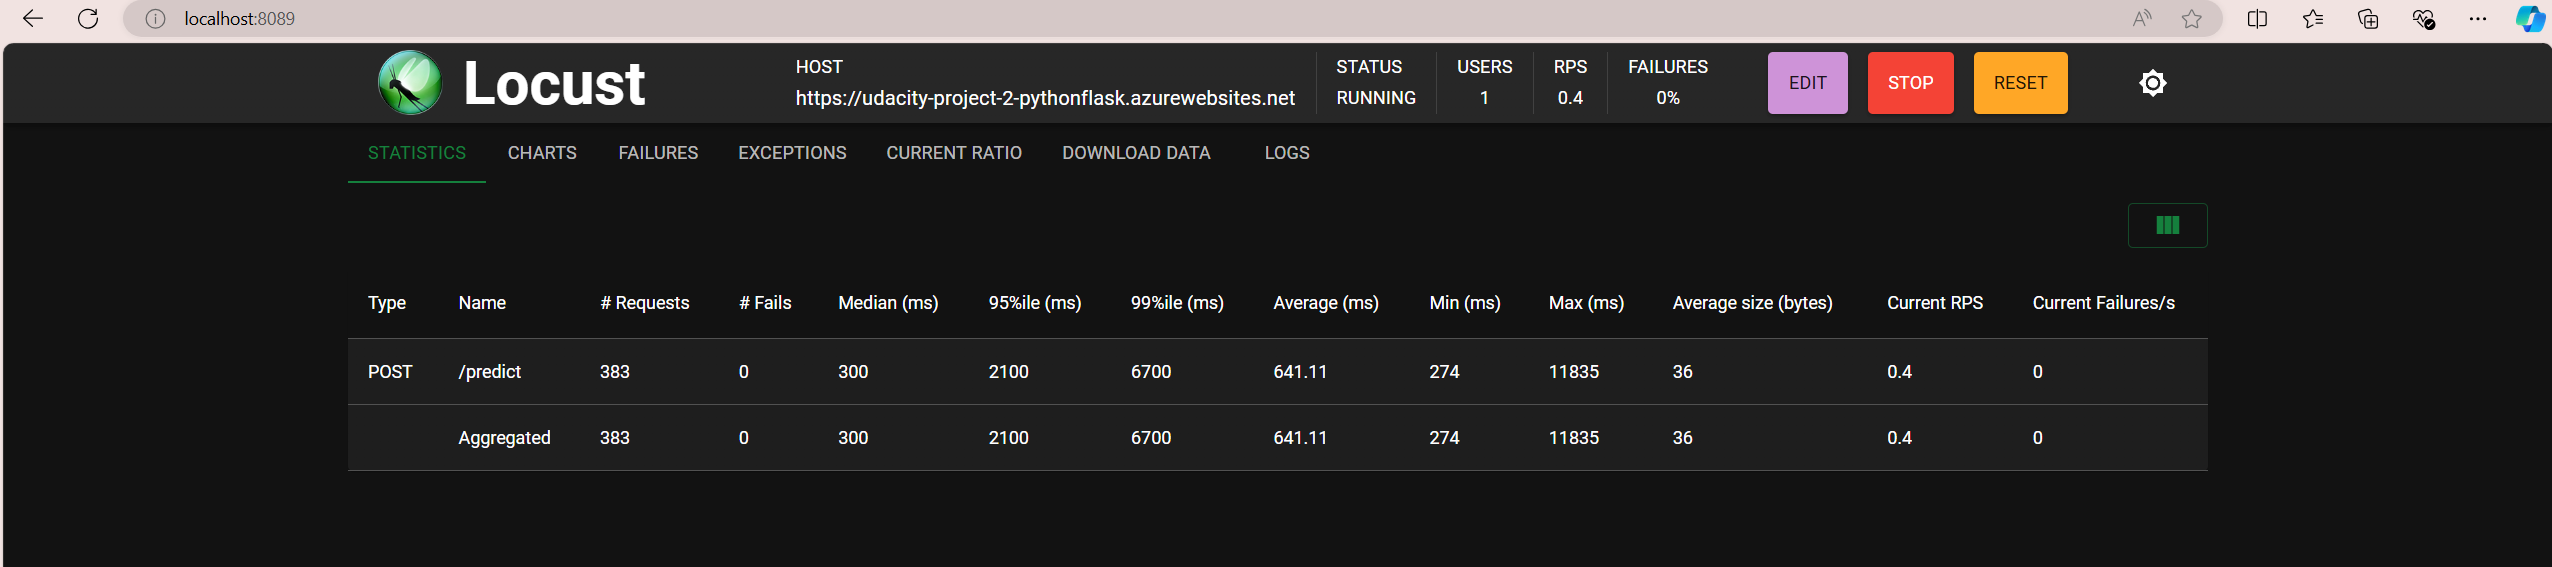 localhost:8089
Locust
HOST
https://udacity-project-2-pythonflask.azurewebsites.net
STATUS
RUNNING
USERS
1
RPS
0.4
FAILURES
0%
EDIT
STOP
RESET
STATISTICS CHARTS FAILURES EXCEPTIONS CURRENT RATIO DOWNLOAD DATA LOGS
Type Name # Requests # Fails Median (ms) 95%ile (ms) 99%ile (ms) Average (ms) Min (ms) Max (ms) Average size (bytes) Current RPS Current Failures/s
POST /predict 383 0 300 2100 6700 641.11 274 11835 36 0.4 0
Aggregated 383 0 300 2100 6700 641.11 274 11835 36 0.4 0